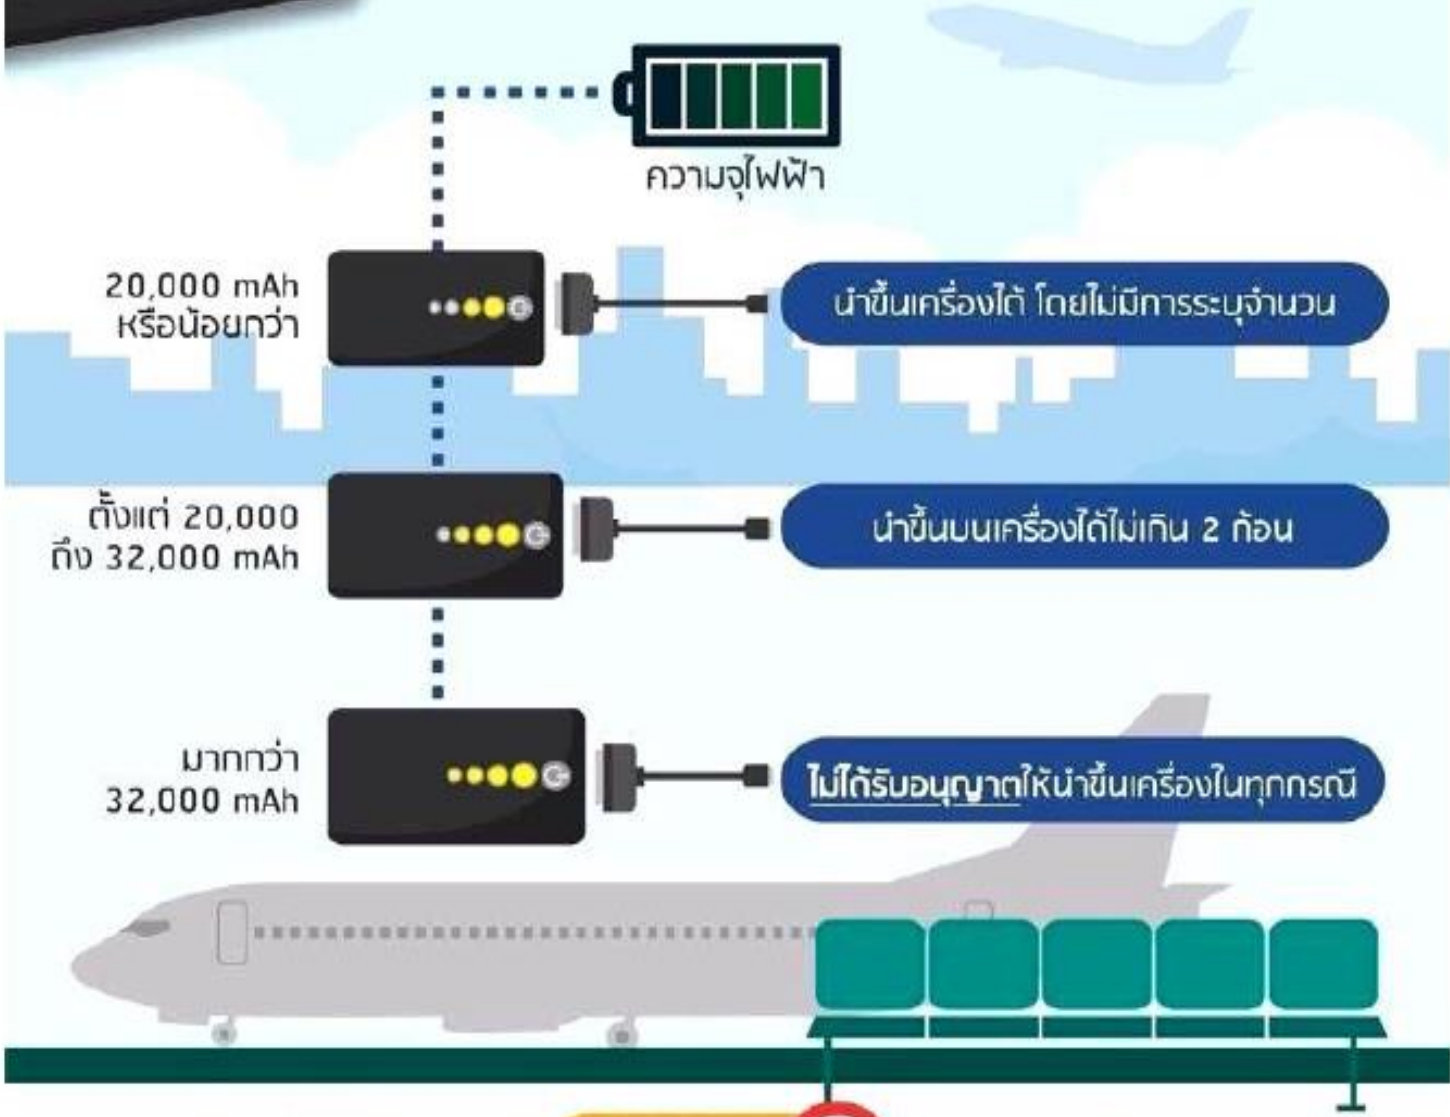 ความจุไฟฟ้า
20,000 mAh
หรือน้อยกว่า
นำขึ้นเครื่องได้ โดยไม่มีการระบุจำนวน
ตั้งแต่ 20,000
ถึง 32,000 mAh
นำขึ้นบนเครื่องได้ไม่เกิน 2 ก้อน
มากกว่า
32,000 mAh
ไม่ได้รับอนุญาตให้นำขึ้นเครื่องในทุกกรณี